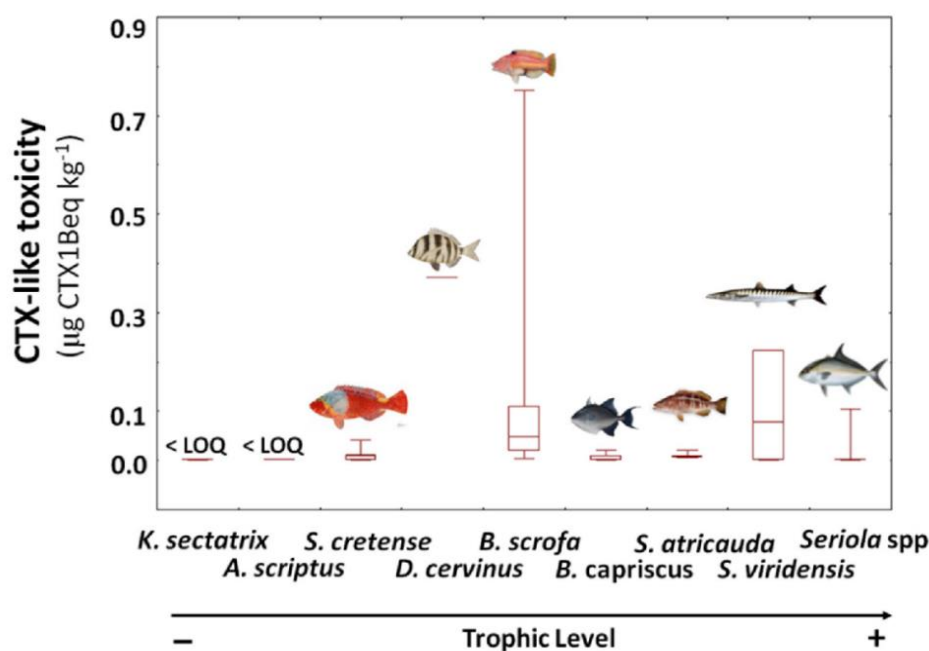 0.9
0.7
0.5
0.3
0.1
0.0
CTX-like toxicity
(µg CTX1Beq kg⁻¹)
< LOQ < LOQ
K. sectatrix S. cretense B. scrofa S. atricauda Seriola spp
A. scriptus D. cervinus B. capriscus S. viridensis
− Trophic Level +